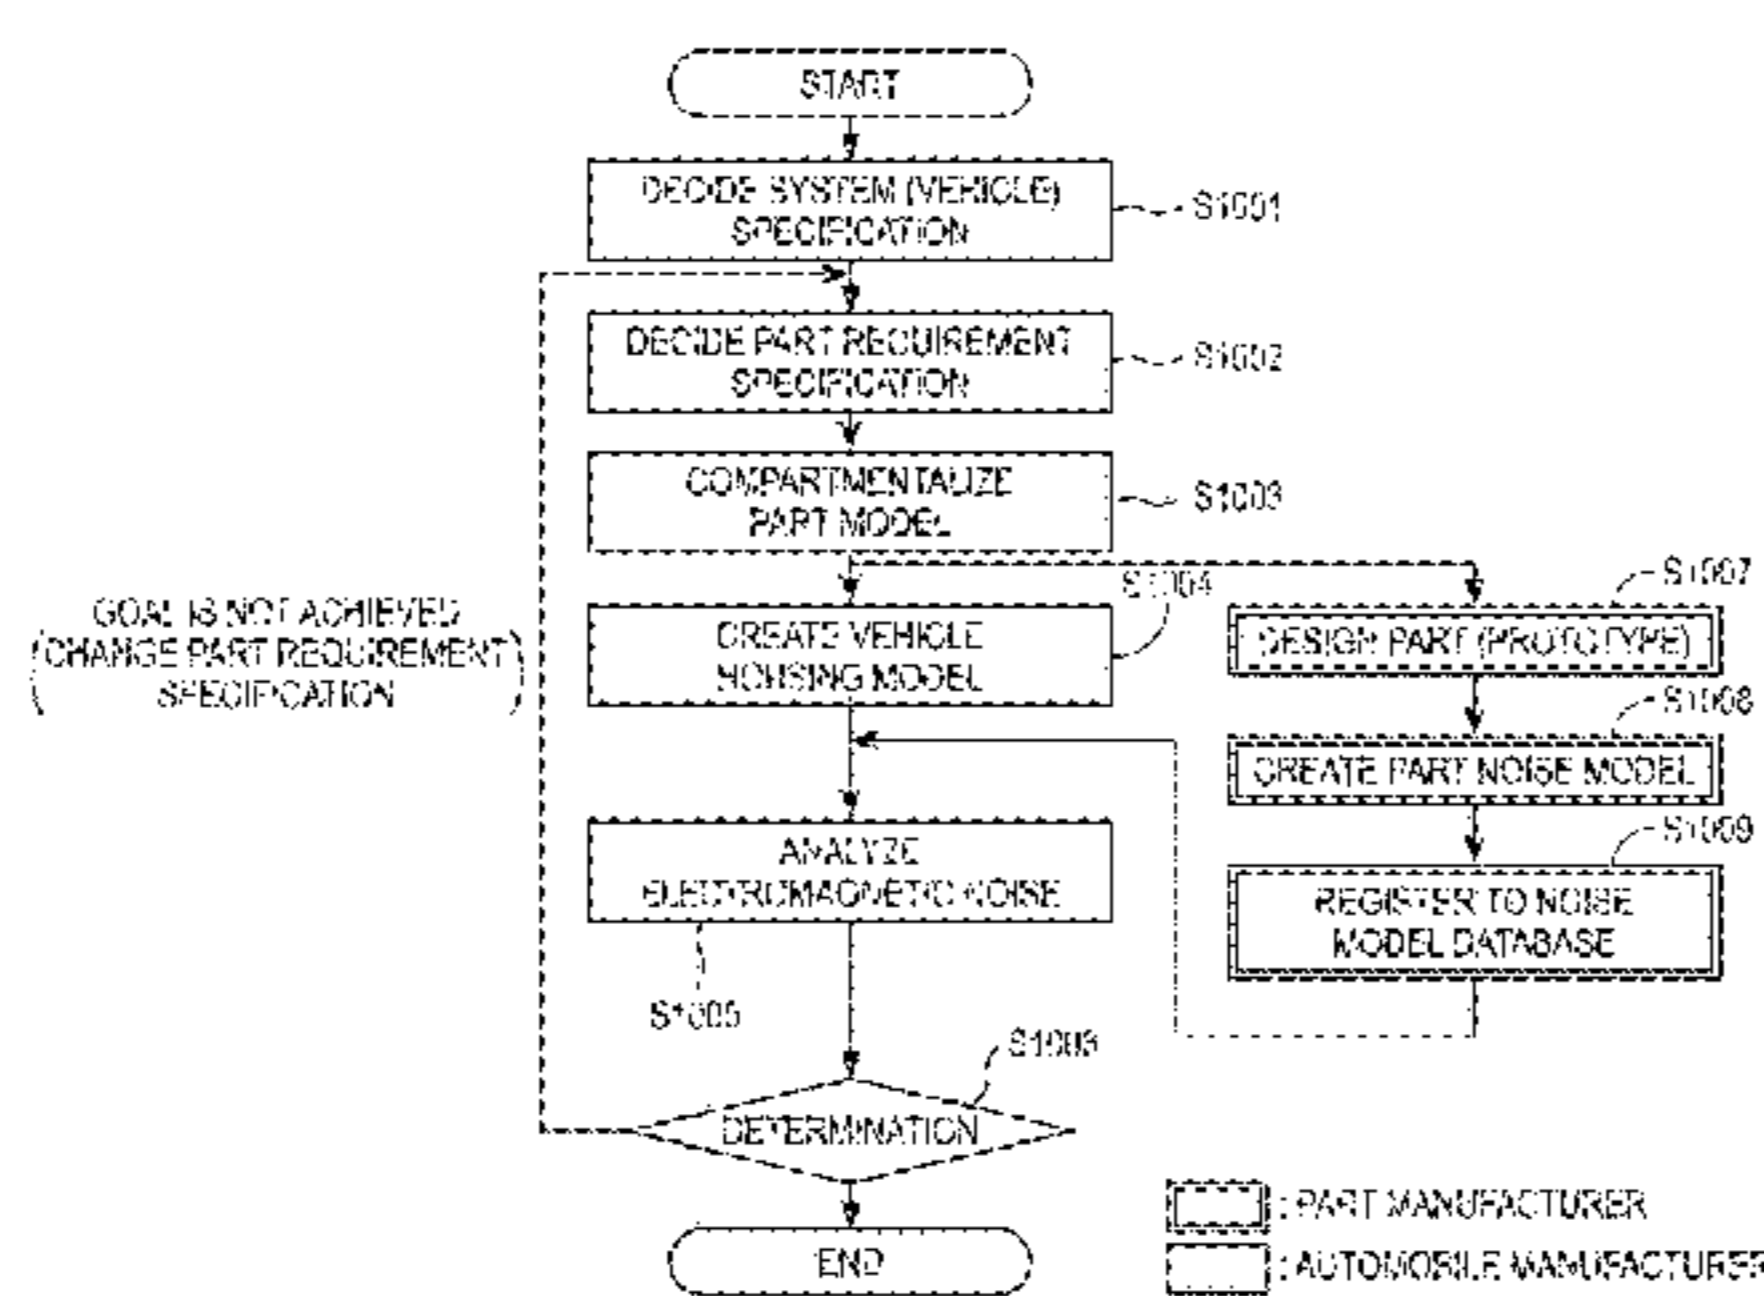 START
DECIDE SYSTEM (VEHICLE)
SPECIFICATION
S1001
DECIDE PART REQUIREMENT
SPECIFICATION
S1002
COMPARTMENTALIZE
PART MODEL
S1003
S1004
CREATE VEHICLE
HOUSING MODEL
S1007
DESIGN PART (PROTOTYPE)
S1008
CREATE PART NOISE MODEL
S1009
REGISTER TO NOISE
MODEL DATABASE
GOAL IS NOT ACHIEVED
(CHANGE PART REQUIREMENT
SPECIFICATION)
ANALYZE
ELECTROMAGNETIC NOISE
S1005
S1006
DETERMINATION
END
: PART MANUFACTURER
: AUTOMOBILE MANUFACTURER